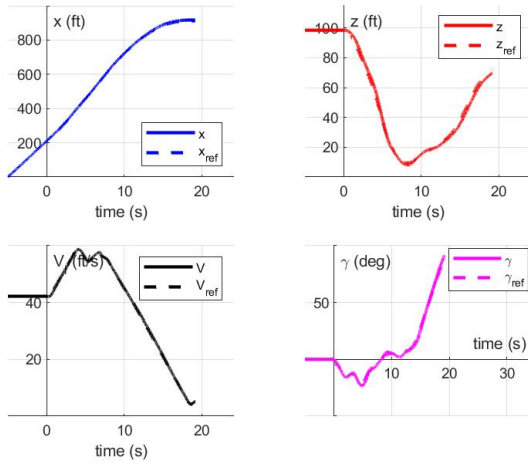 x (ft)
800
600
400
200
0
10
20
time (s)
x
x_ref
z (ft)
100
80
60
40
20
0
10
20
time (s)
z
z_ref
V, (ft/s)
40
20
0
10
20
time (s)
V
V_ref
γ (deg)
50
0
10
20
30
time (s)
γ
γ_ref